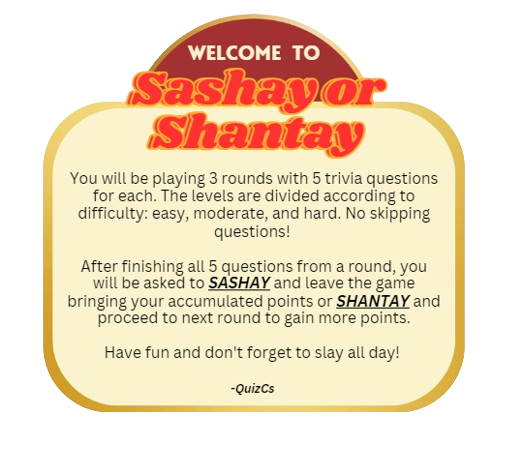 WELCOME TO
Sashay or
Shantay
You will be playing 3 rounds with 5 trivia questions
for each. The levels are divided according to
difficulty: easy, moderate, and hard. No skipping
questions!
After finishing all 5 questions from a round, you
will be asked to SASHAY and leave the game
bringing your accumulated points or SHANTAY and
proceed to next round to gain more points.
Have fun and don't forget to slay all day!
-QuizCs